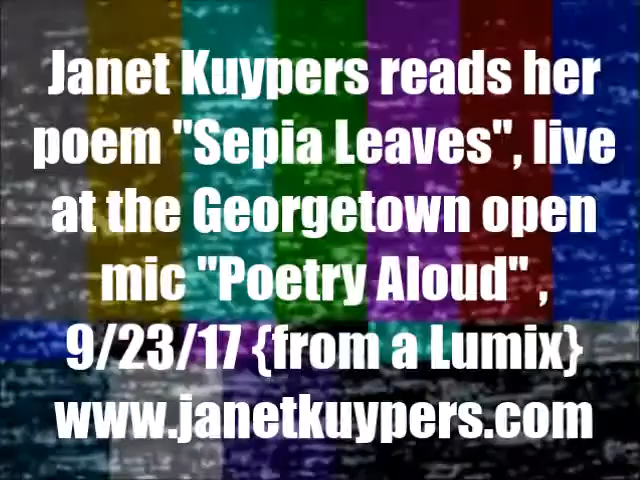 Janet Kuypers reads her
poem "Sepia Leaves", live
at the Georgetown open
mic "Poetry Aloud" ,
9/23/17 {from a Lumix}
www.janetkuypers.com